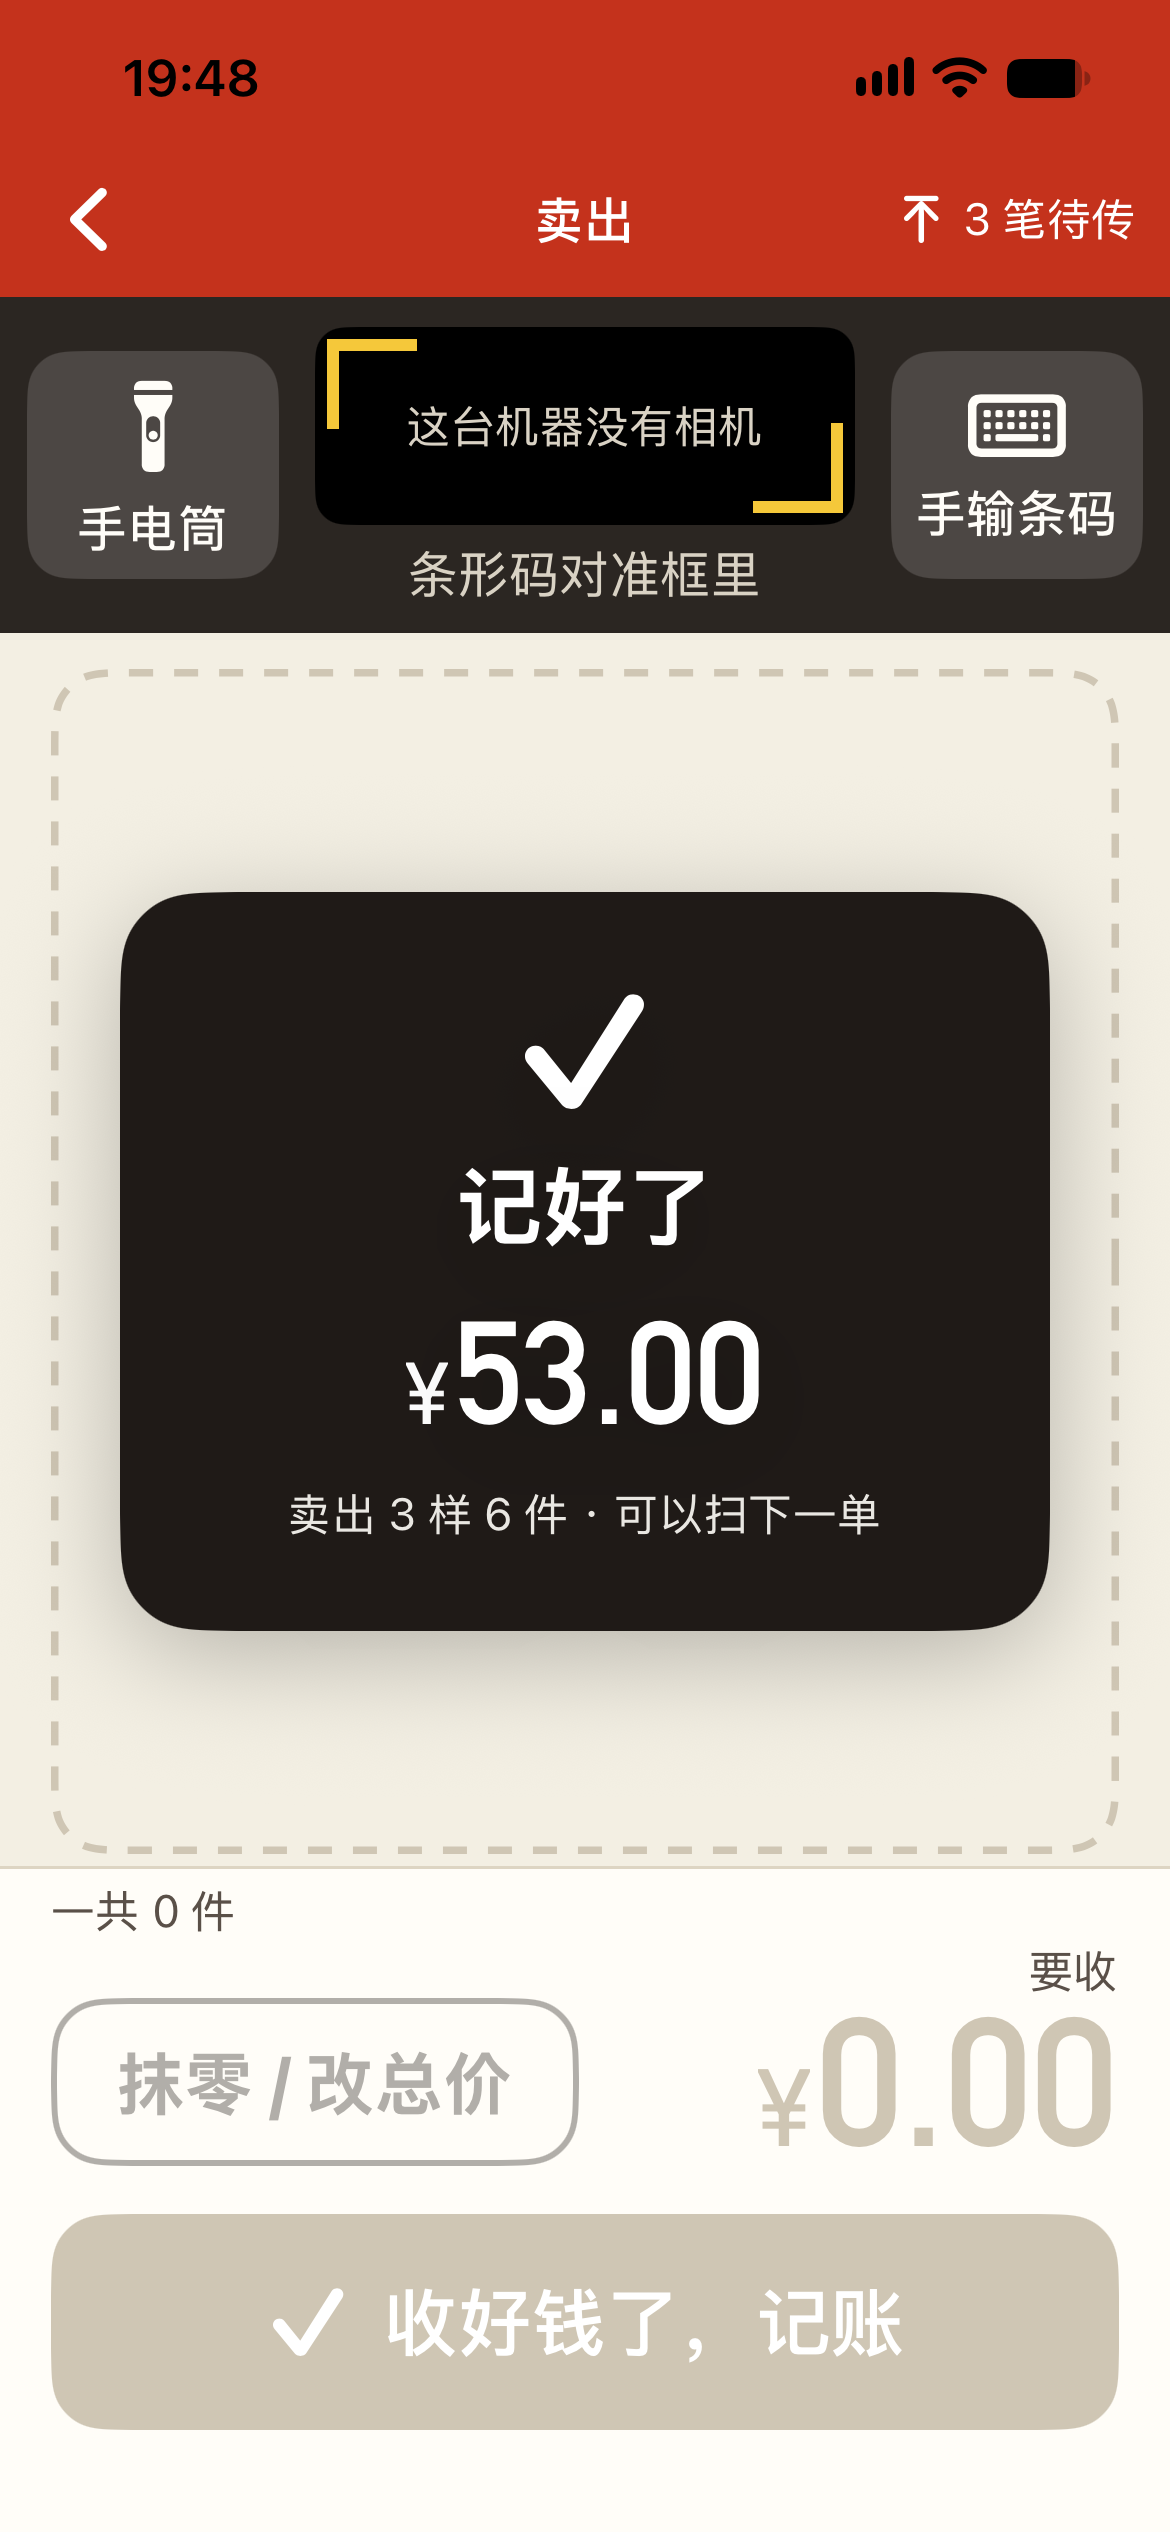 19:48
卖出
3 笔待传
手电筒
这台机器没有相机
条形码对准框里
手输条码
记好了
¥53.00
卖出 3 样 6 件 · 可以扫下一单
一共 0 件
要收
抹零 / 改总价
¥0.00
收好钱了，记账